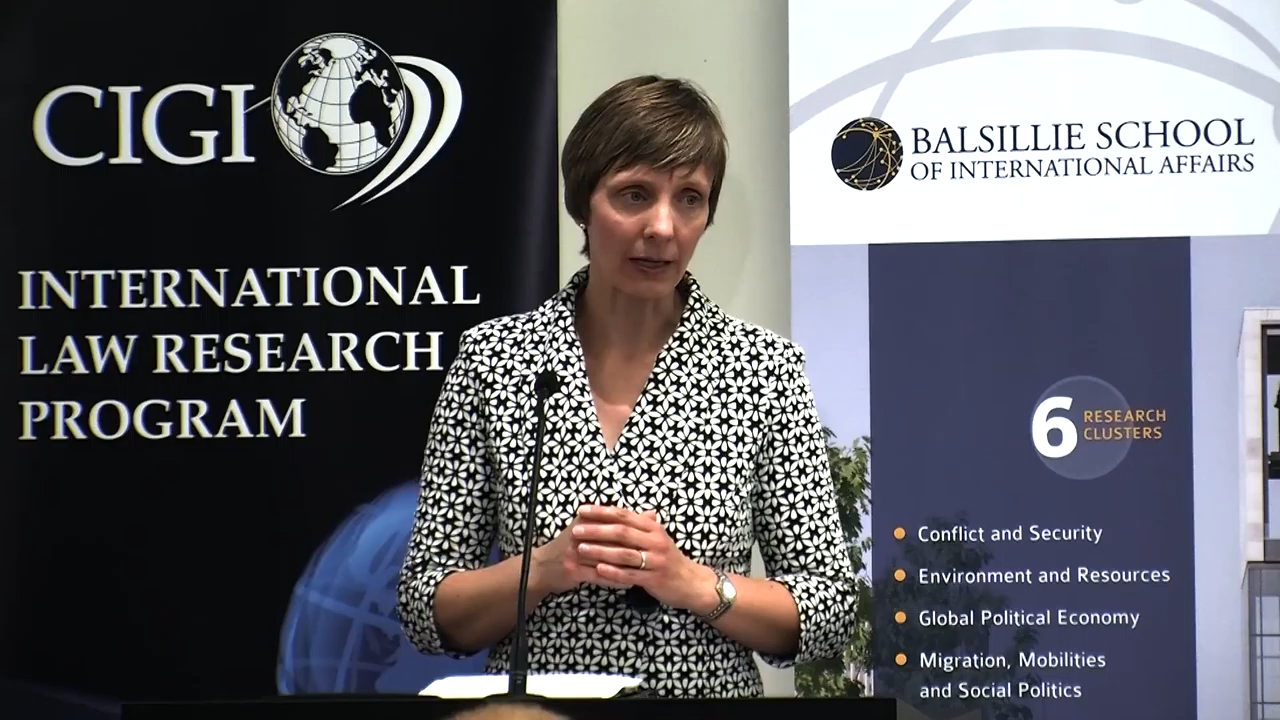 CIGI
INTERNATIONAL
LAW RESEARCH
PROGRAM
BALSILLIE SCHOOL
OF INTERNATIONAL AFFAIRS
6 RESEARCH
CLUSTERS
Conflict and Security
Environment and Resources
Global Political Economy
Migration, Mobilities
and Social Politics